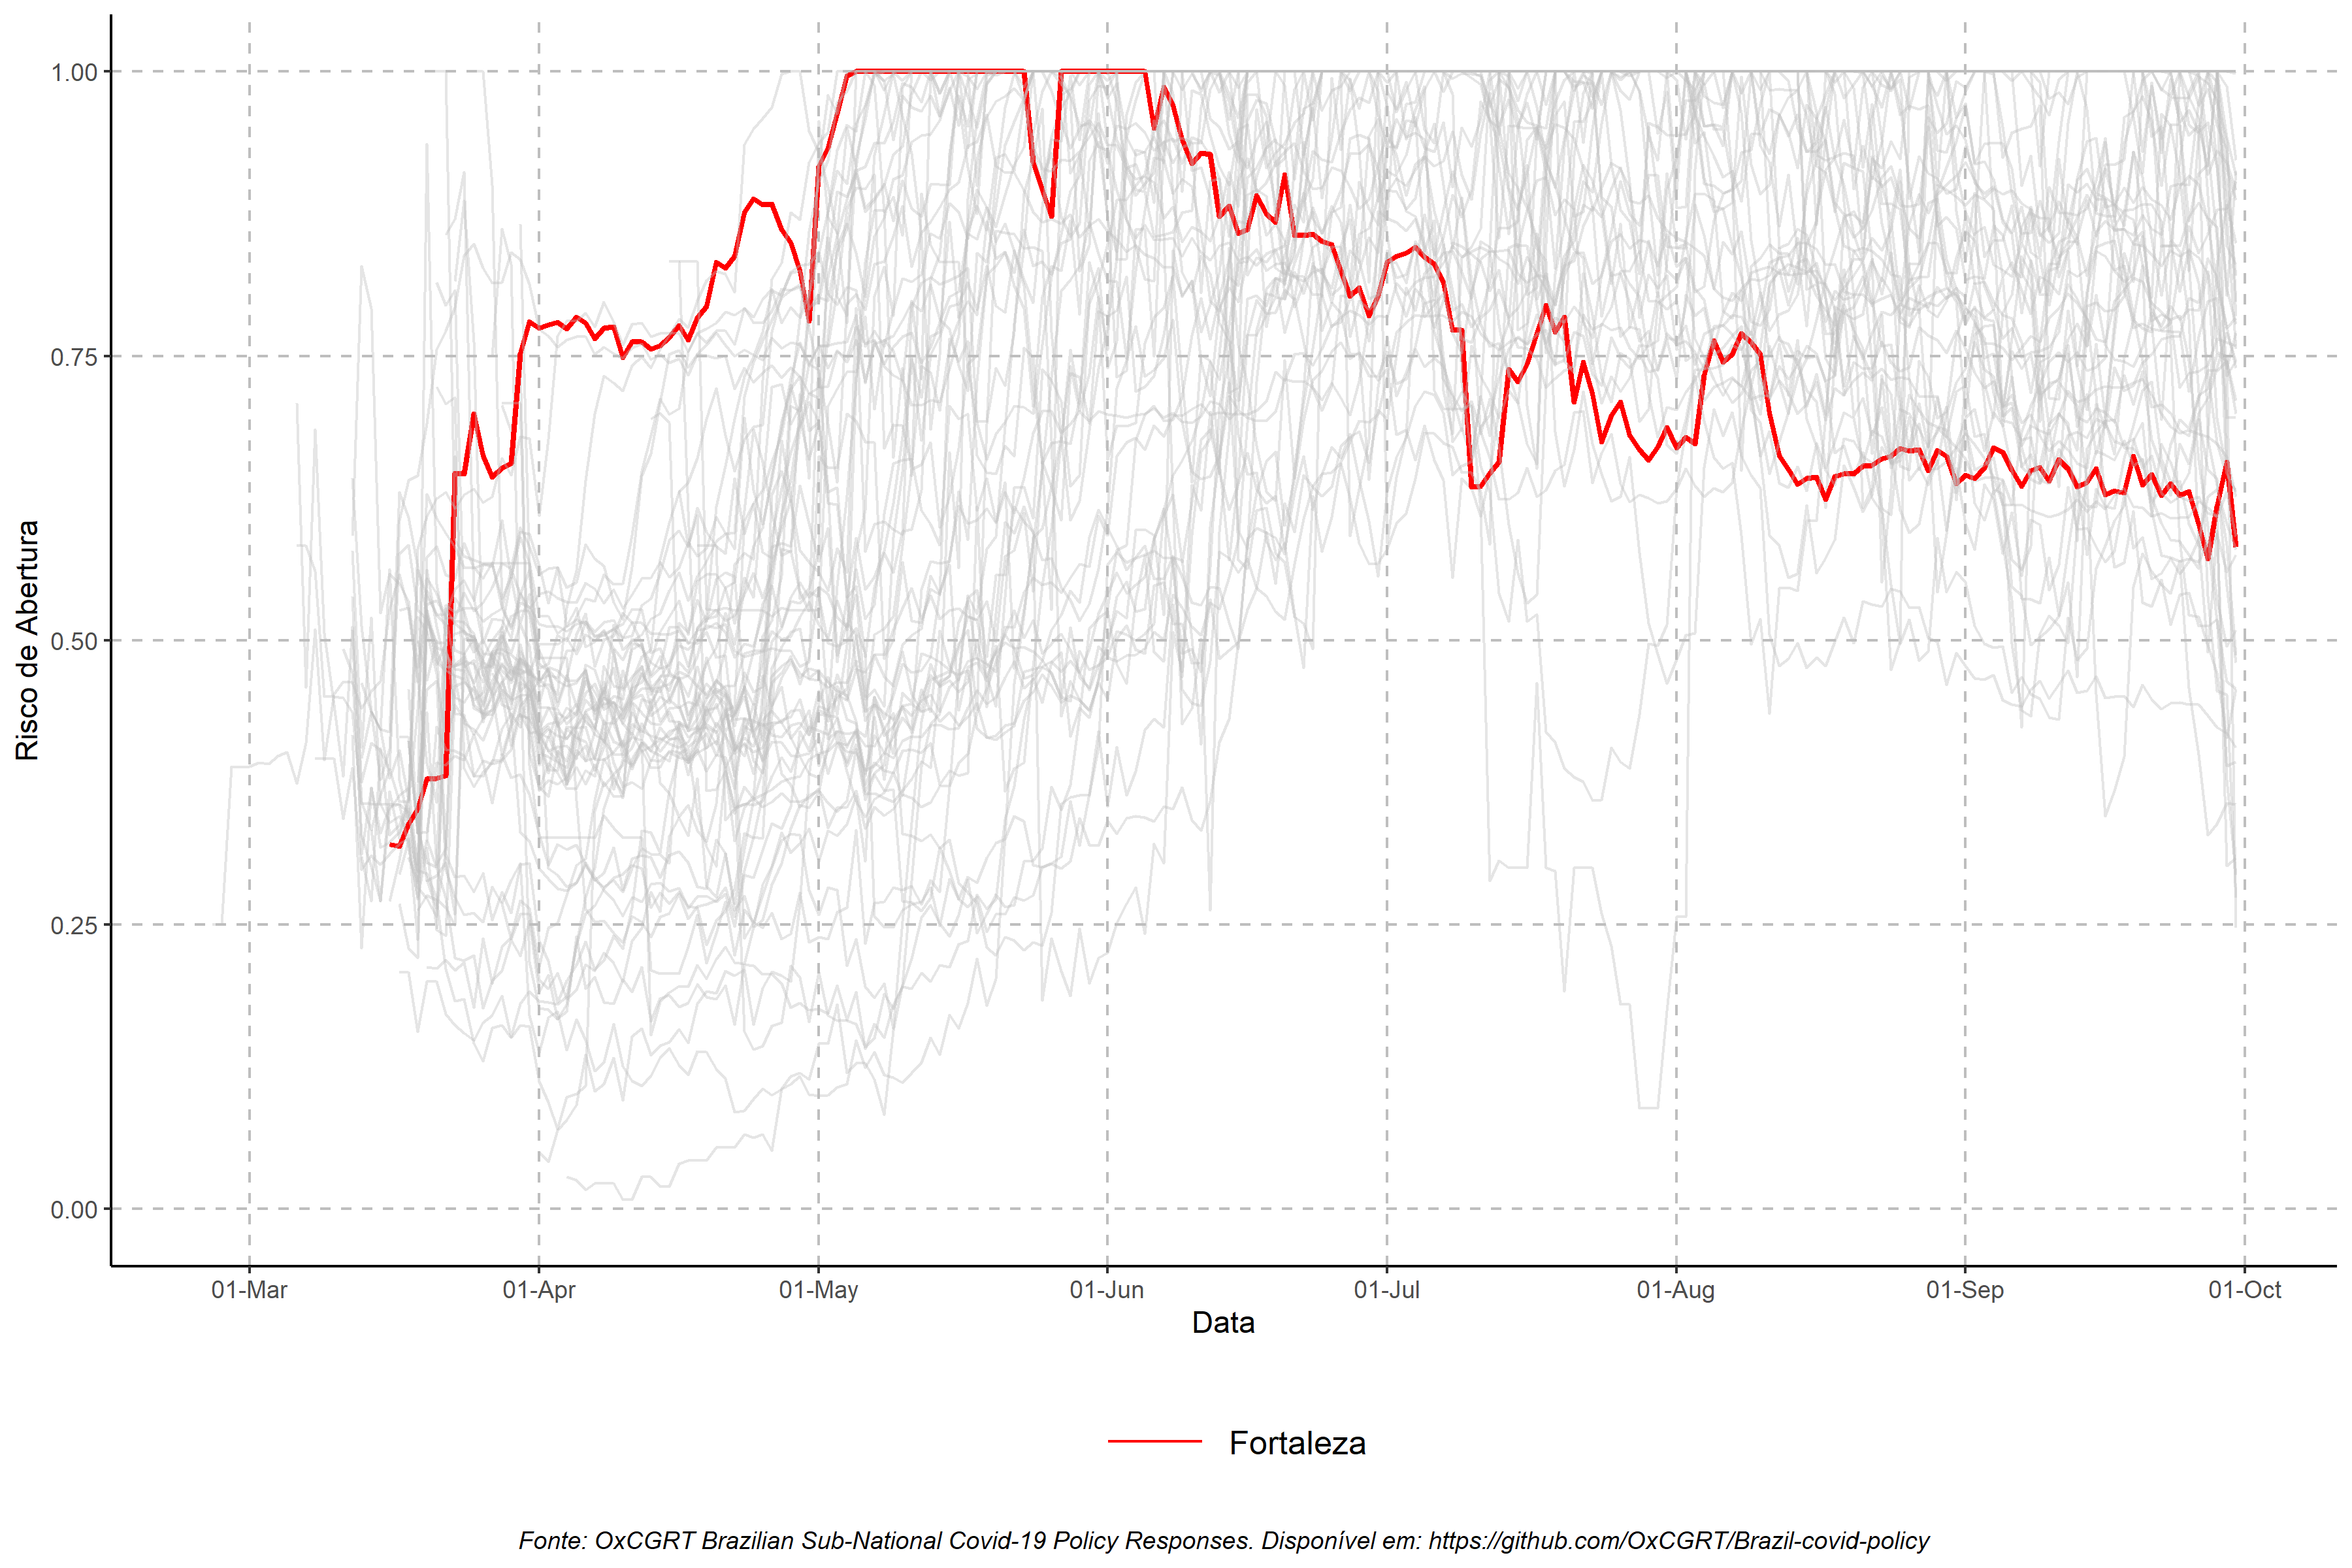 1.00
0.75
0.50
0.25
0.00
Risco de Abertura
01-Mar 01-Apr 01-May 01-Jun 01-Jul 01-Aug 01-Sep 01-Oct
Data
Fortaleza
Fonte: OxCGRT Brazilian Sub-National Covid-19 Policy Responses. Disponível em: https://github.com/OxCGRT/Brazil-covid-policy